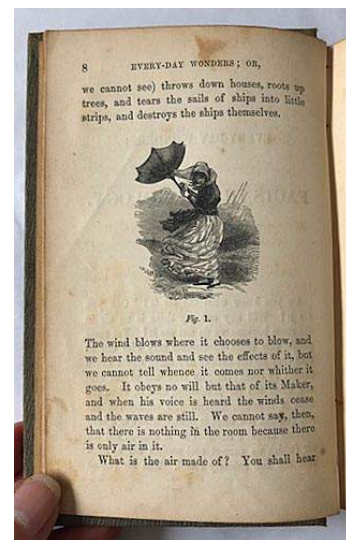 8 EVERY-DAY WONDERS; OR,
we cannot see) throws down houses, roots up
trees, and tears the sails of ships into little
strips, and destroys the ships themselves.
Fig. 1.
The wind blows where it chooses to blow, and
we hear the sound and see the effects of it, but
we cannot tell whence it comes nor whither it
goes. It obeys no will but that of its Maker,
and when his voice is heard the winds cease
and the waves are still. We cannot say, then,
that there is nothing in the room because there
is only air in it.
What is the air made of? You shall hear